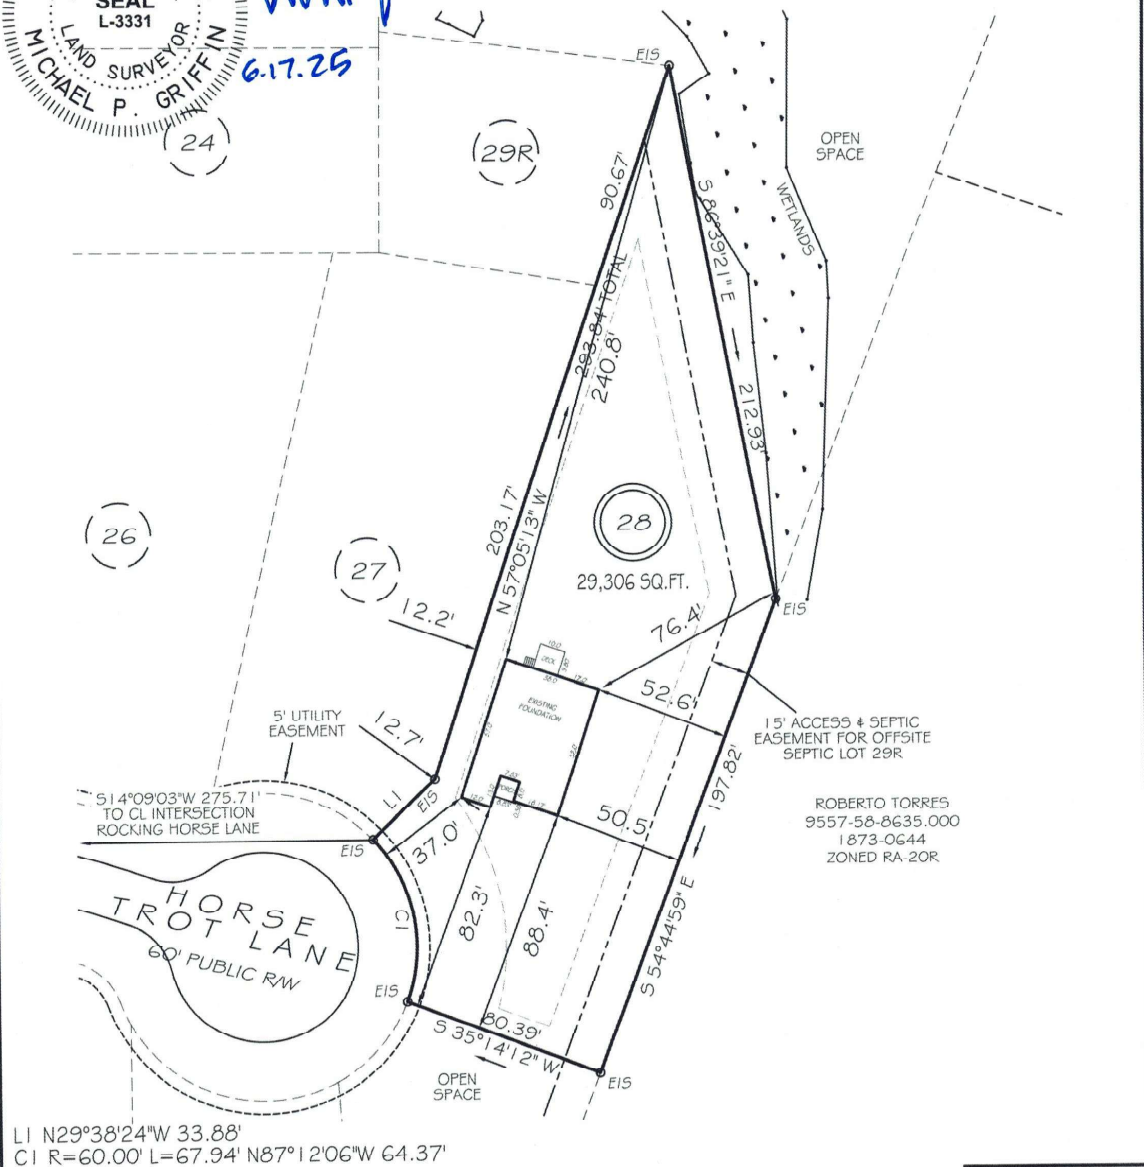 SEAL
L-3331
LAND SURVEYOR
MICHAEL P. GRIFFIN
6.17.25
24
29R
EIS
OPEN
SPACE
WETLANDS
90.67'
S 86°39'21" E
212.93'
293.84' TOTAL
240.8'
203.17'
N 57°05'13" W
26
27
28
29,306 SQ.FT.
12.2'
76.4'
EIS
10.0
DECK
17.0
EXISTING
FOUNDATION
52.6'
15' ACCESS & SEPTIC
EASEMENT FOR OFFSITE
SEPTIC LOT 29R
5' UTILITY
EASEMENT
12.7'
197.82'
S14°09'03"W 275.71'
TO CL INTERSECTION
ROCKING HORSE LANE
L1
EIS
PORCH
50.5'
ROBERTO TORRES
9557-58-8635.000
1873-0644
ZONED RA-20R
EIS
37.0'
HORSE
TROT LANE
60' PUBLIC R/W
C1
82.3'
88.4'
S 54°44'59" E
EIS
80.39'
S 35°14'12" W
OPEN
SPACE
EIS
L1 N29°38'24"W 33.88'
C1 R=60.00' L=67.94' N87°12'06"W 64.37'